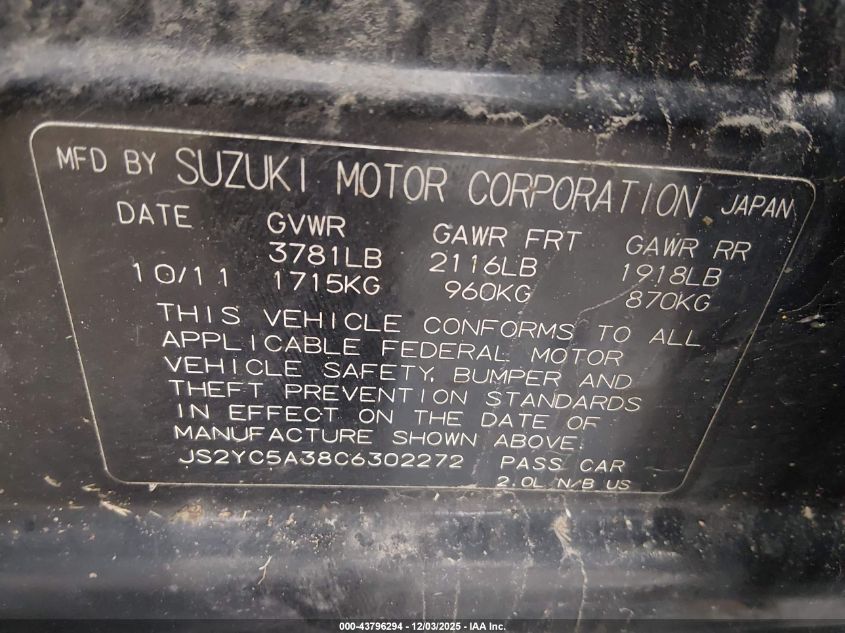 MFD BY SUZUKI MOTOR CORPORATION JAPAN
DATE GVWR GAWR FRT GAWR RR
3781LB 2116LB 1918LB
10/11 1715KG 960KG 870KG
THIS VEHICLE CONFORMS TO ALL
APPLICABLE FEDERAL MOTOR
VEHICLE SAFETY, BUMPER AND
THEFT PREVENTION STANDARDS
IN EFFECT ON THE DATE OF
MANUFACTURE SHOWN ABOVE
JS2YC5A38C6302272 PASS CAR
2.0L N/B US
000-43796294 - 12/03/2025 - IAA Inc.